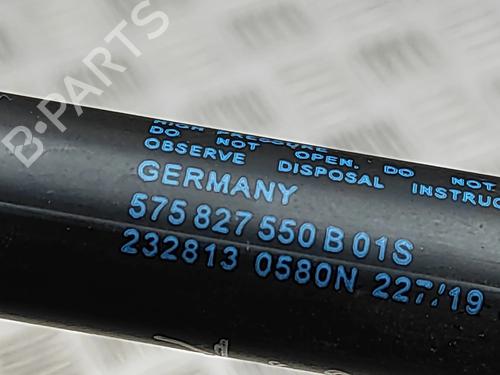 B-PARTS
HIGH PRESSURE
DO NOT OPEN. DO NOT
OBSERVE DISPOSAL INSTRUC
GERMANY
575 827 550 B 01S
232813 0580N 227/19